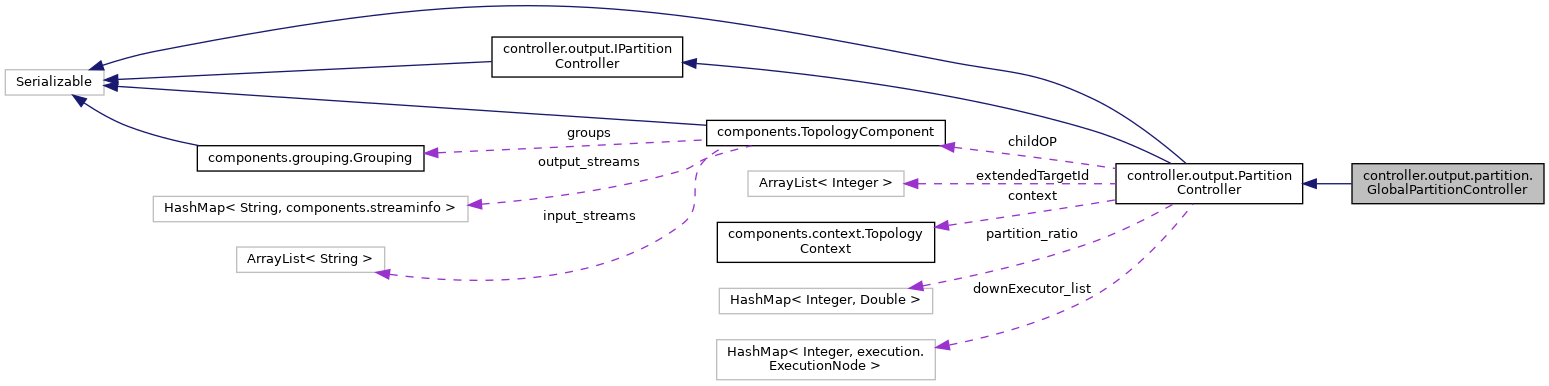 Serializable
controller.output.IPartition
Controller
components.grouping.Grouping
groups
output_streams
HashMap< String, components.streaminfo >
input_streams
ArrayList< String >
components.TopologyComponent
childOP
ArrayList< Integer >
extendedTargetId
context
components.context.Topology
Context
partition_ratio
HashMap< Integer, Double >
downExecutor_list
HashMap< Integer, execution.
ExecutionNode >
controller.output.Partition
Controller
controller.output.partition.
GlobalPartitionController